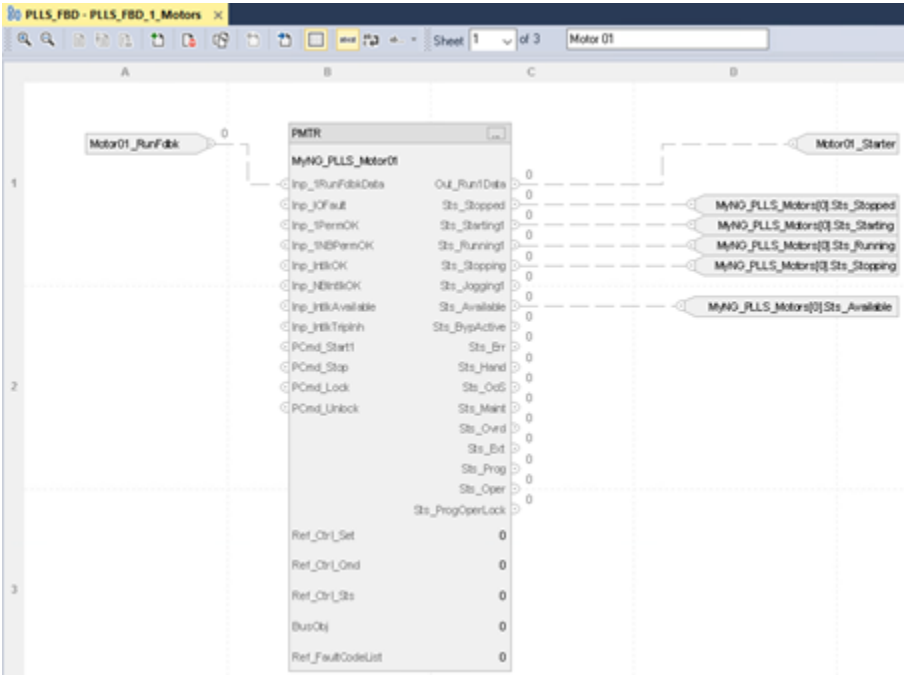 PLLS_FBD - PLLS_FBD_1_Motors ×
Sheet 1 of 3 Motor 01
A B C D
Motor01_RunFdbk 0
PMTR ...
Motor01_Starter
MyNG_PLLS_Motor01
1
Inp_1RunFdbkData Out_Run1Data 0
Inp_IOFault Sts_Stopped 0 MyNG_PLLS_Motors[0].Sts_Stopped
Inp_1PermOK Sts_Starting1 0 MyNG_PLLS_Motors[0].Sts_Starting
Inp_1NBPermOK Sts_Running1 0 MyNG_PLLS_Motors[0].Sts_Running
Inp_IntlkOK Sts_Stopping 0 MyNG_PLLS_Motors[0].Sts_Stopping
Inp_NBIntlkOK Sts_Jogging1
Inp_IntlkAvailable Sts_Available 0 MyNG_PLLS_Motors[0].Sts_Available
Inp_IntlkTripInh Sts_BypActive 0
PCmd_Start1 Sts_Err 0
PCmd_Stop Sts_Hand 0
2
PCmd_Lock Sts_OoS 0
PCmd_Unlock Sts_Maint 0
Sts_Ovrd 0
Sts_Ext 0
Sts_Prog 0
Sts_Oper 0
Sts_ProgOperLock 0
Ref_Ctrl_Set 0
Ref_Ctrl_Cmd 0
3
Ref_Ctrl_Sts 0
BusObj 0
Ref_FaultCodeList 0